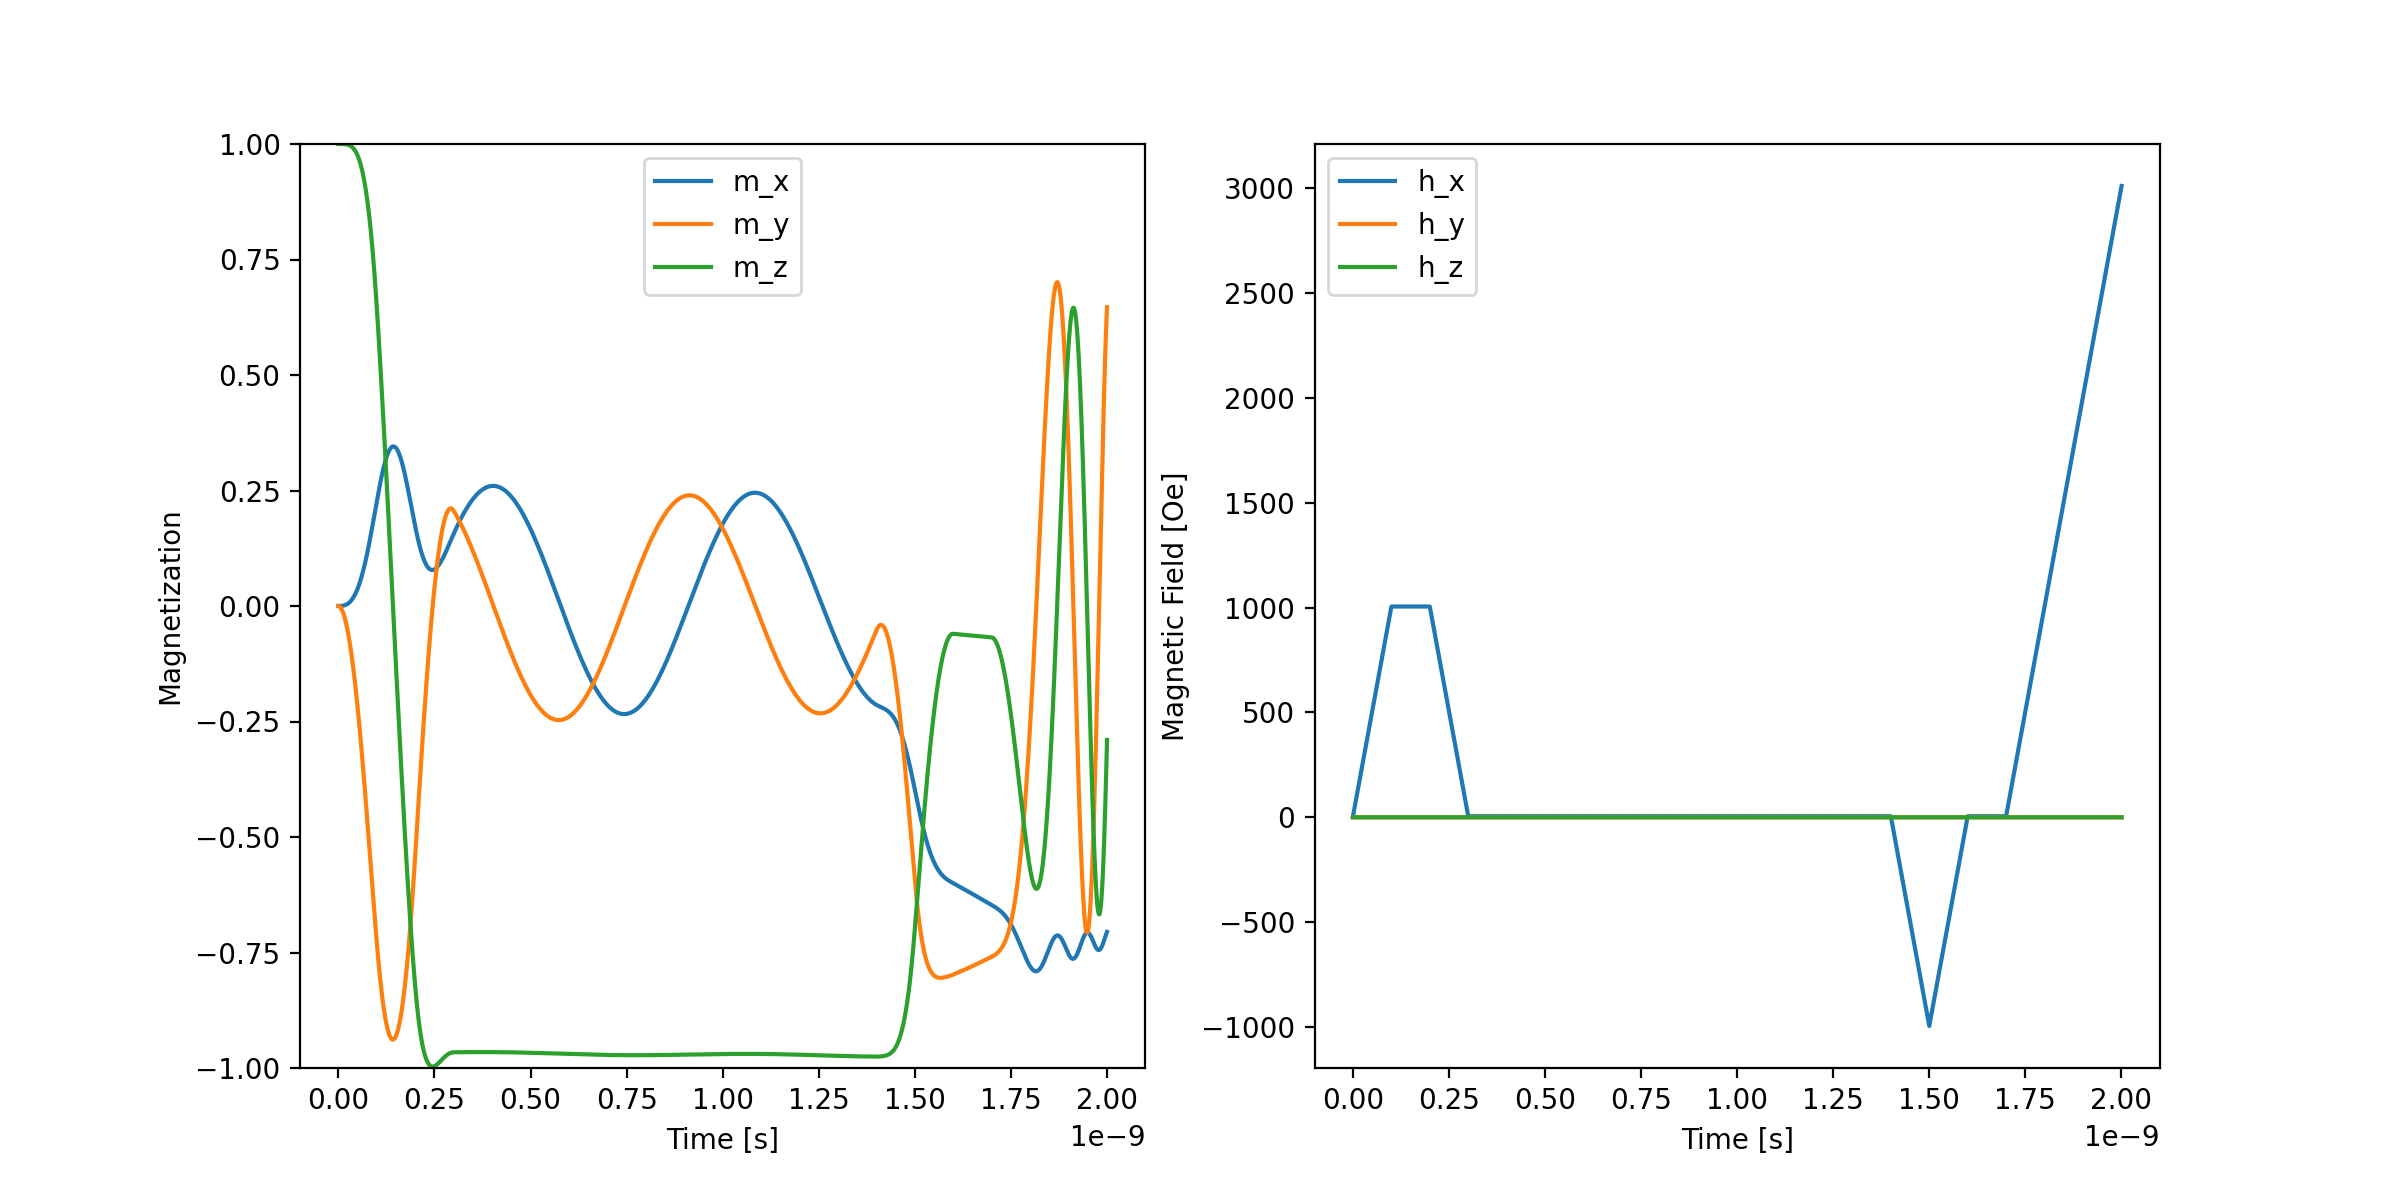 1.00
0.75
0.50
0.25
0.00
−0.25
−0.50
−0.75
−1.00
Magnetization
m_x
m_y
m_z
0.00 0.25 0.50 0.75 1.00 1.25 1.50 1.75 2.00
Time [s]
1e−9
3000
2500
2000
1500
1000
500
0
−500
−1000
Magnetic Field [Oe]
h_x
h_y
h_z
0.00 0.25 0.50 0.75 1.00 1.25 1.50 1.75 2.00
Time [s]
1e−9